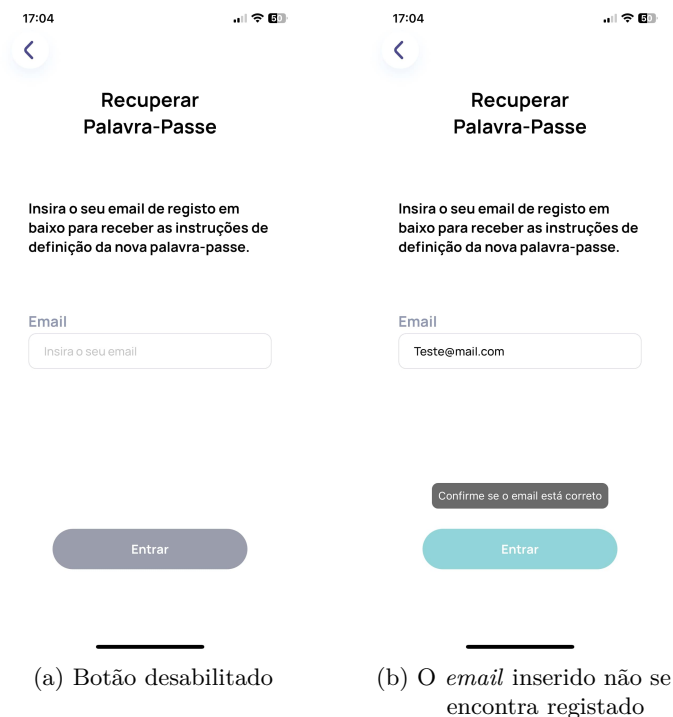 17:04
50
Recuperar
Palavra-Passe
Insira o seu email de registo em
baixo para receber as instruções de
definição da nova palavra-passe.
Email
Insira o seu email
Entrar
(a) Botão desabilitado
17:04
50
Recuperar
Palavra-Passe
Insira o seu email de registo em
baixo para receber as instruções de
definição da nova palavra-passe.
Email
Teste@mail.com
Confirme se o email está correto
Entrar
(b) O email inserido não se
encontra registado